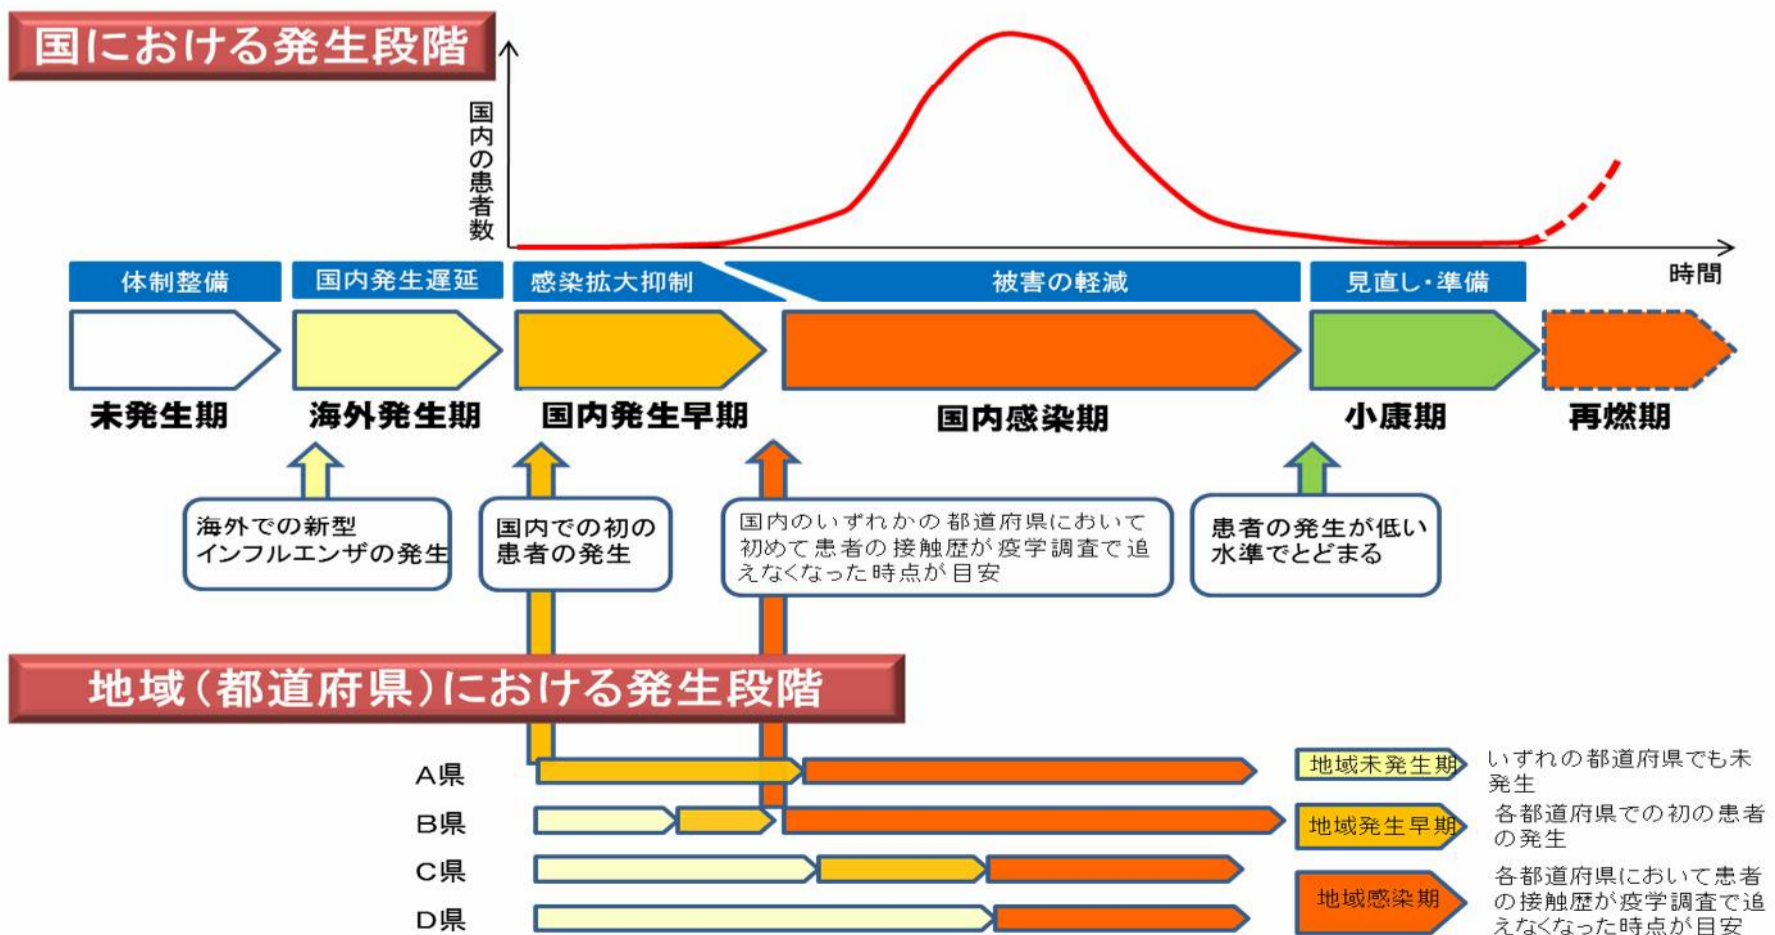 国における発生段階
国内の患者数
時間
体制整備
国内発生遅延
感染拡大抑制
被害の軽減
見直し・準備
未発生期
海外発生期
国内発生早期
国内感染期
小康期
再燃期
海外での新型
インフルエンザの発生
国内での初の
患者の発生
国内のいずれかの都道府県において
初めて患者の接触歴が疫学調査で追
えなくなった時点が目安
患者の発生が低い
水準でとどまる
地域(都道府県)における発生段階
A県
B県
C県
D県
地域未発生期
いずれの都道府県でも未
発生
地域発生早期
各都道府県での初の患者
の発生
地域感染期
各都道府県において患者
の接触歴が疫学調査で追
えなくなった時点が目安